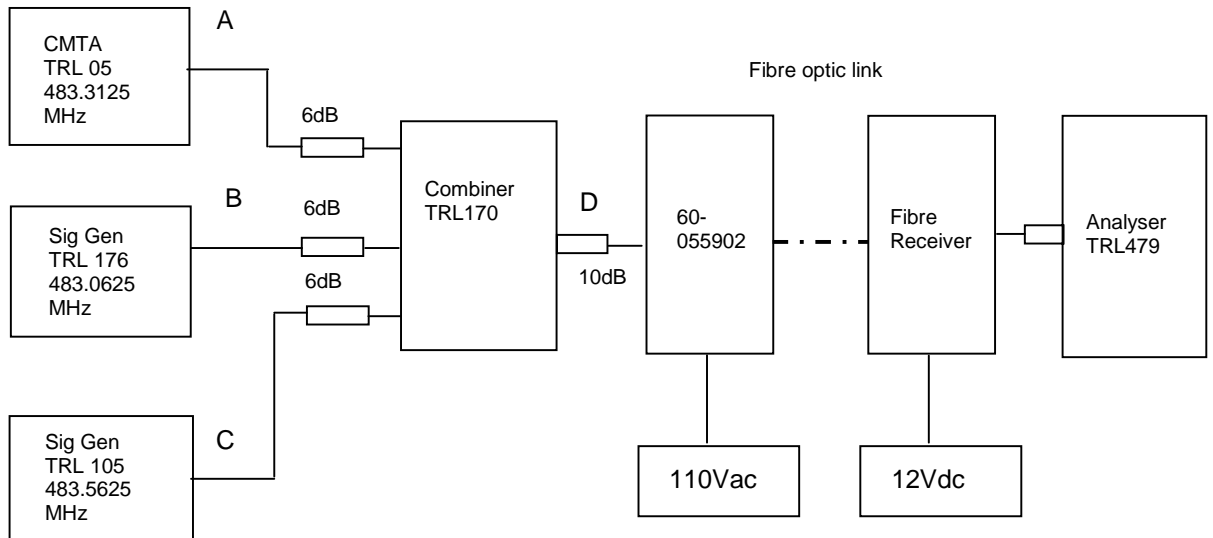 A
CMTA
TRL 05
483.3125
MHz
Fibre optic link
6dB
B
Sig Gen
TRL 176
483.0625
MHz
6dB
6dB
Combiner
TRL170
D
10dB
60-
055902
Fibre
Receiver
Analyser
TRL479
C
Sig Gen
TRL 105
483.5625
MHz
110Vac
12Vdc